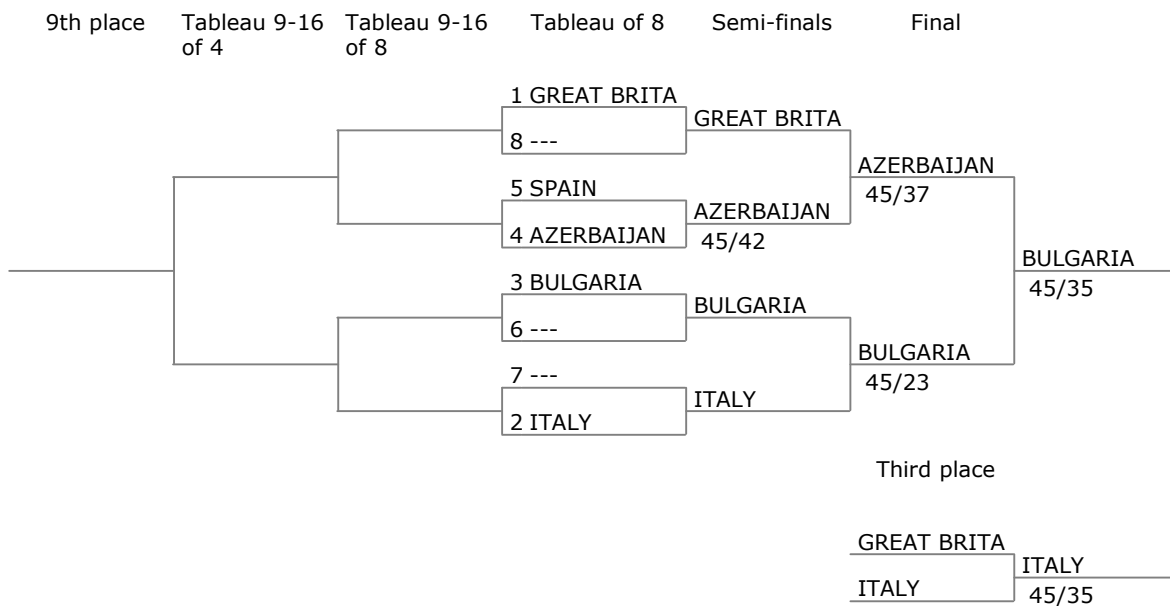 9th place
Tableau 9-16
of 4
Tableau 9-16
of 8
Tableau of 8
Semi-finals
Final
1 GREAT BRITA
8 ---
5 SPAIN
4 AZERBAIJAN
3 BULGARIA
6 ---
7 ---
2 ITALY
GREAT BRITA
AZERBAIJAN
45/42
BULGARIA
ITALY
AZERBAIJAN
45/37
BULGARIA
45/23
BULGARIA
45/35
Third place
GREAT BRITA
ITALY
ITALY
45/35